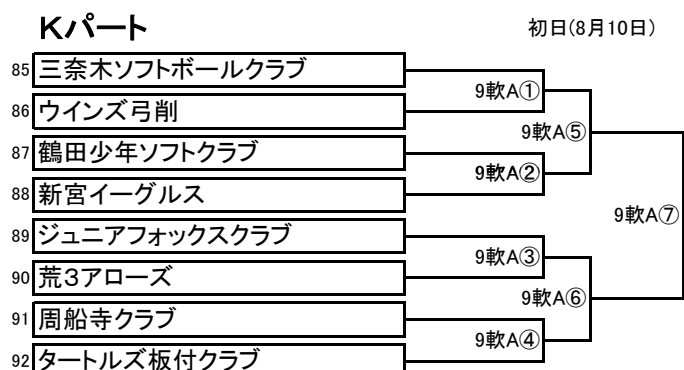 Kパート
初日(8月10日)
85 三奈木ソフトボールクラブ
9軟A①
86 ウインズ弓削
9軟A⑤
87 鶴田少年ソフトクラブ
9軟A②
88 新宮イーグルス
9軟A⑦
89 ジュニアフォックスクラブ
9軟A③
90 荒3アローズ
9軟A⑥
91 周船寺クラブ
9軟A④
92 タートルズ板付クラブ